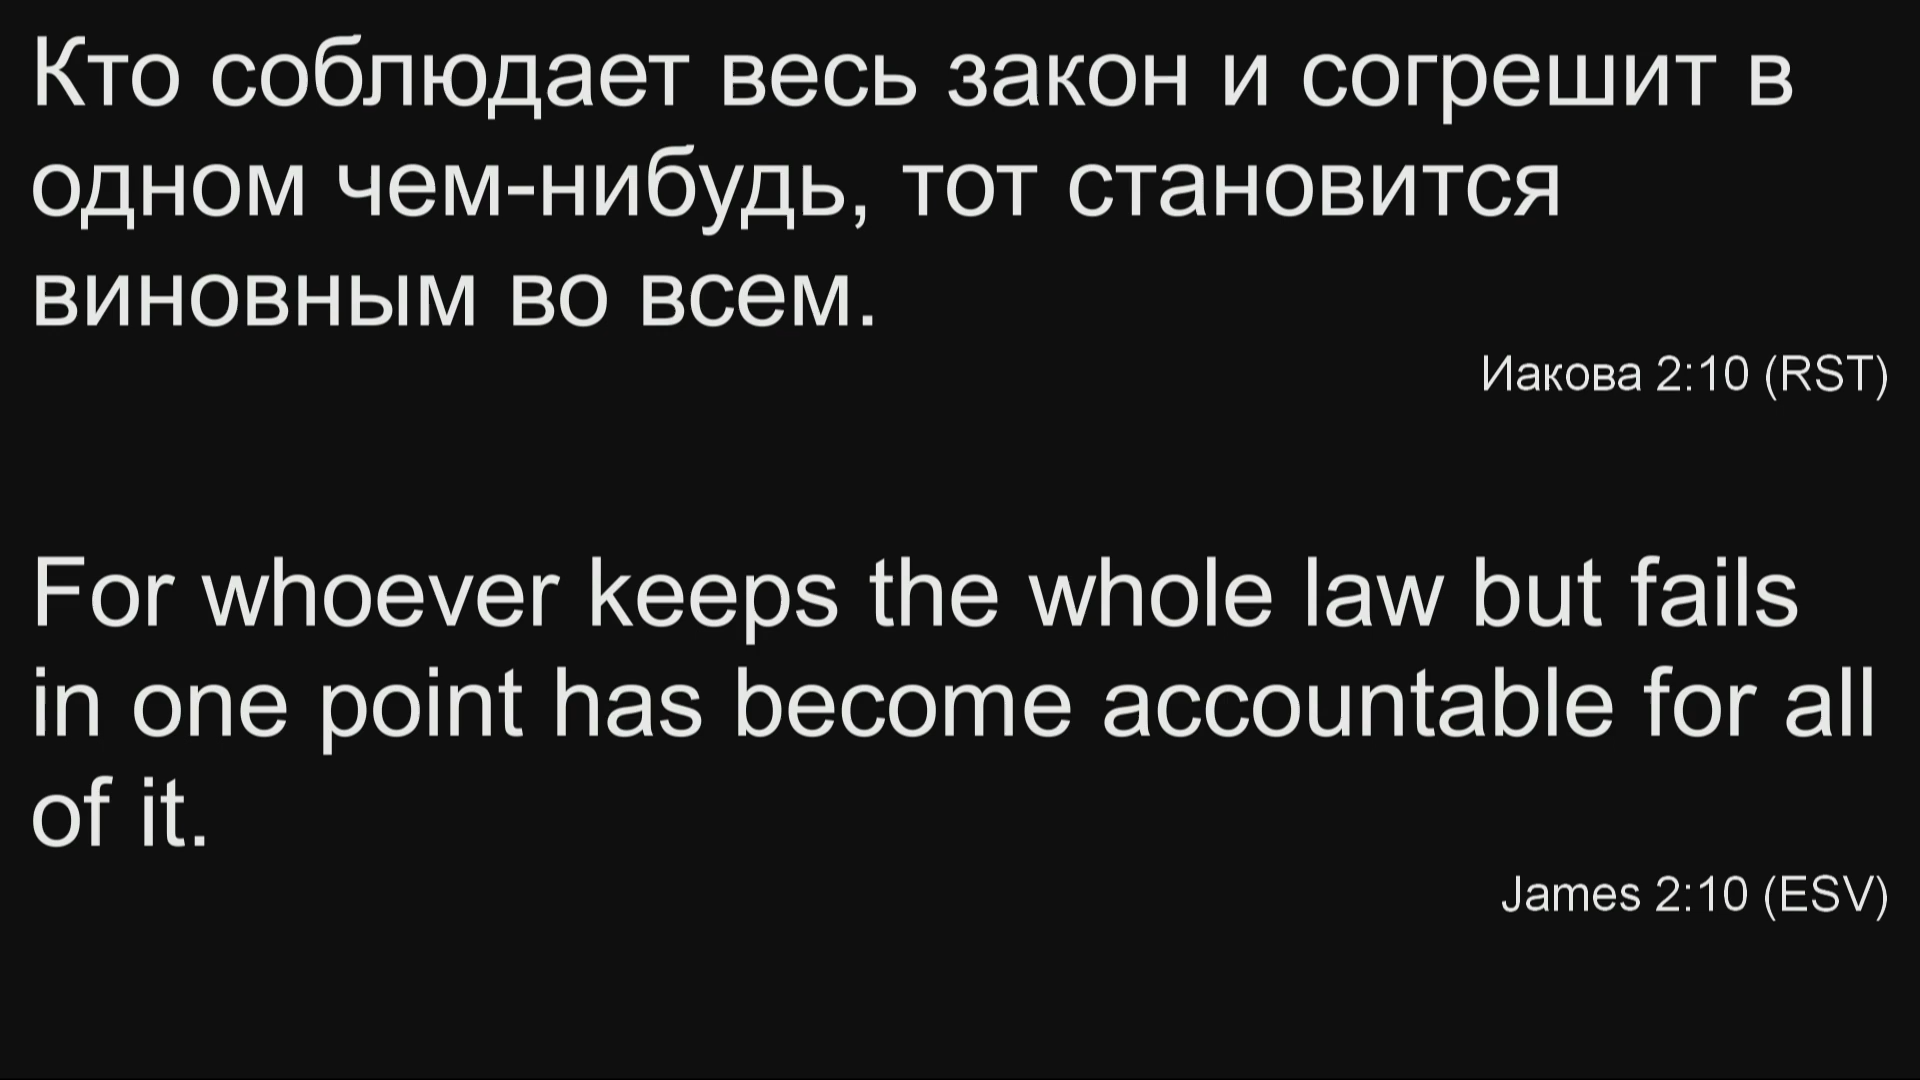 Кто соблюдает весь закон и согрешит в
одном чем-нибудь, тот становится
виновным во всем.
Иакова 2:10 (RST)
For whoever keeps the whole law but fails
in one point has become accountable for all
of it.
James 2:10 (ESV)